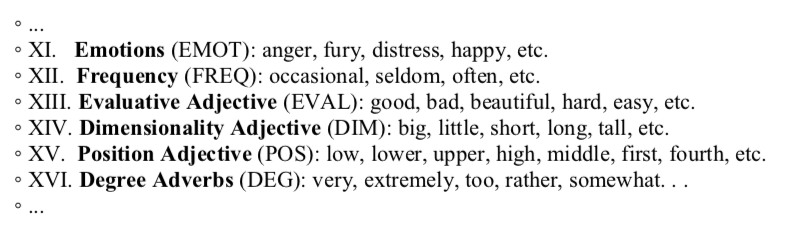 ◦ ...
◦ XI. Emotions (EMOT): anger, fury, distress, happy, etc.
◦ XII. Frequency (FREQ): occasional, seldom, often, etc.
◦ XIII. Evaluative Adjective (EVAL): good, bad, beautiful, hard, easy, etc.
◦ XIV. Dimensionality Adjective (DIM): big, little, short, long, tall, etc.
◦ XV. Position Adjective (POS): low, lower, upper, high, middle, first, fourth, etc.
◦ XVI. Degree Adverbs (DEG): very, extremely, too, rather, somewhat. . .
◦ ...